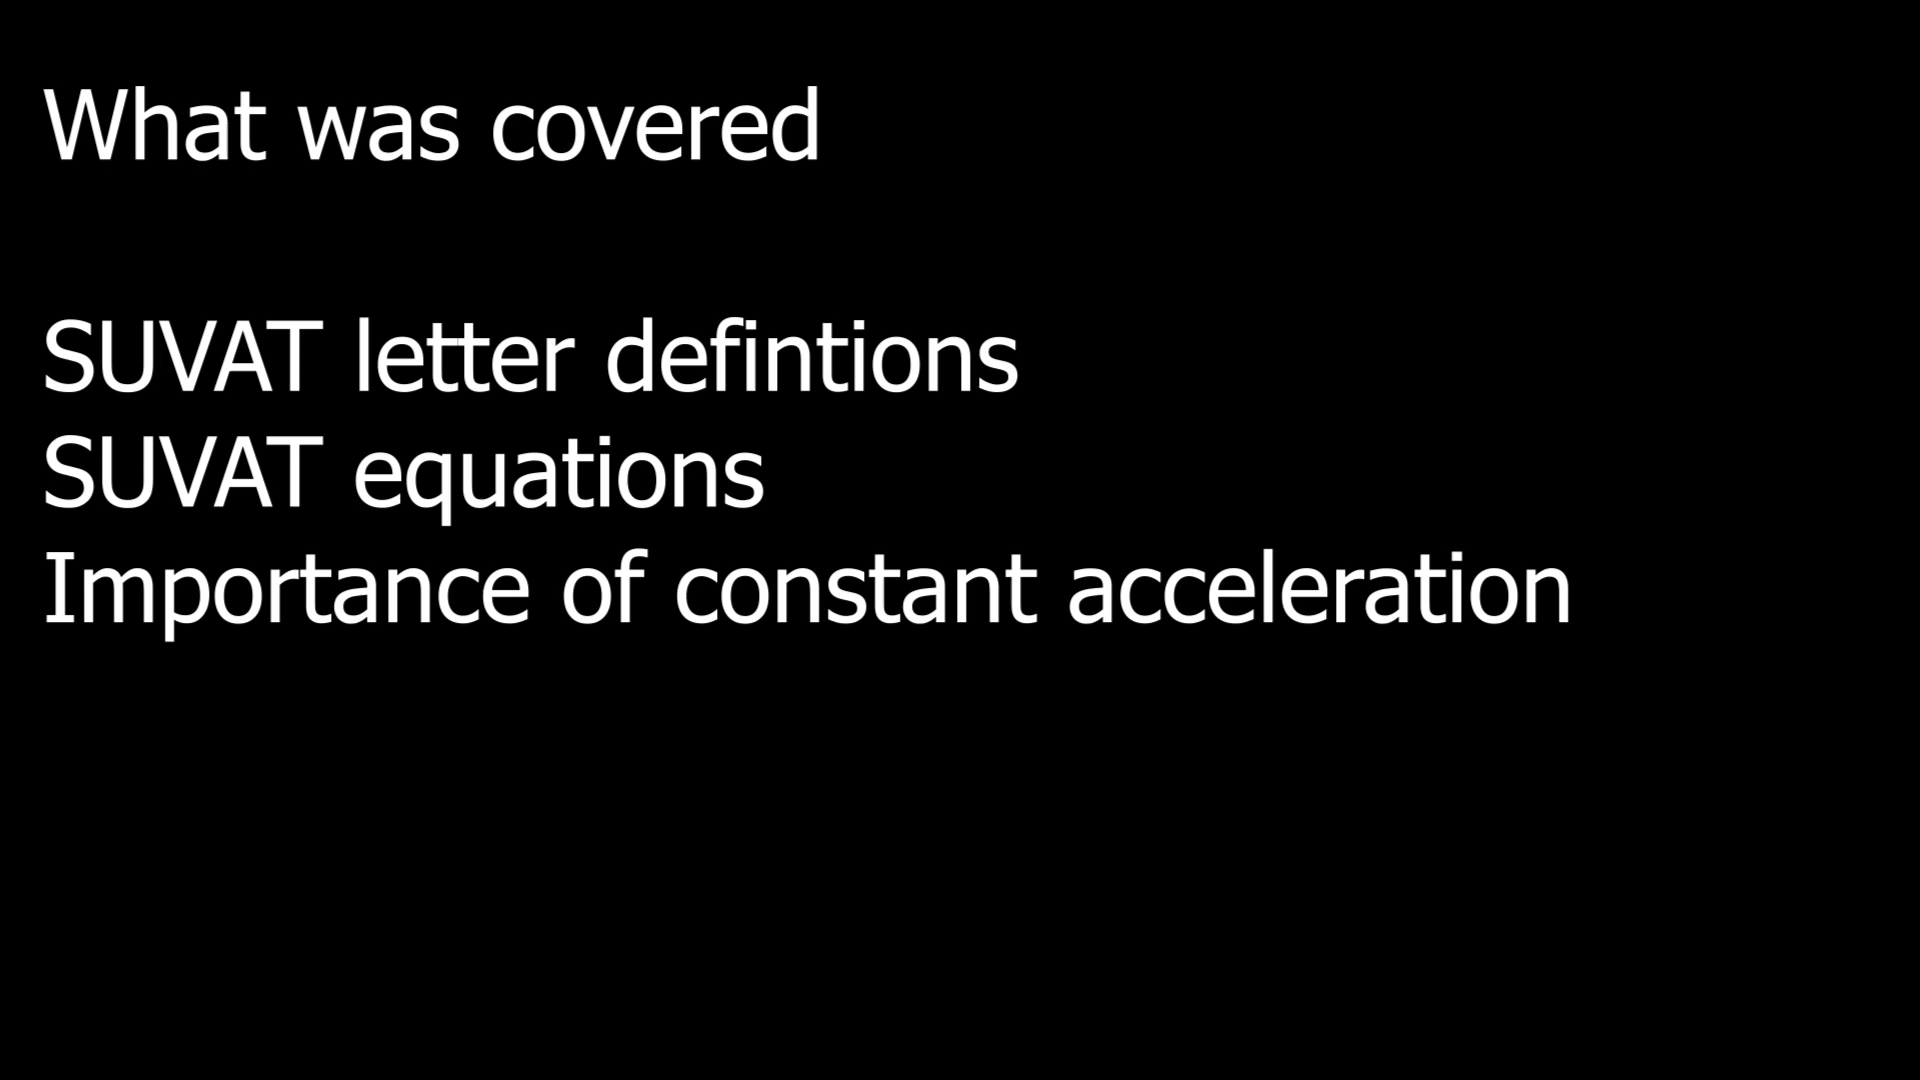 What was covered
SUVAT letter defintions
SUVAT equations
Importance of constant acceleration